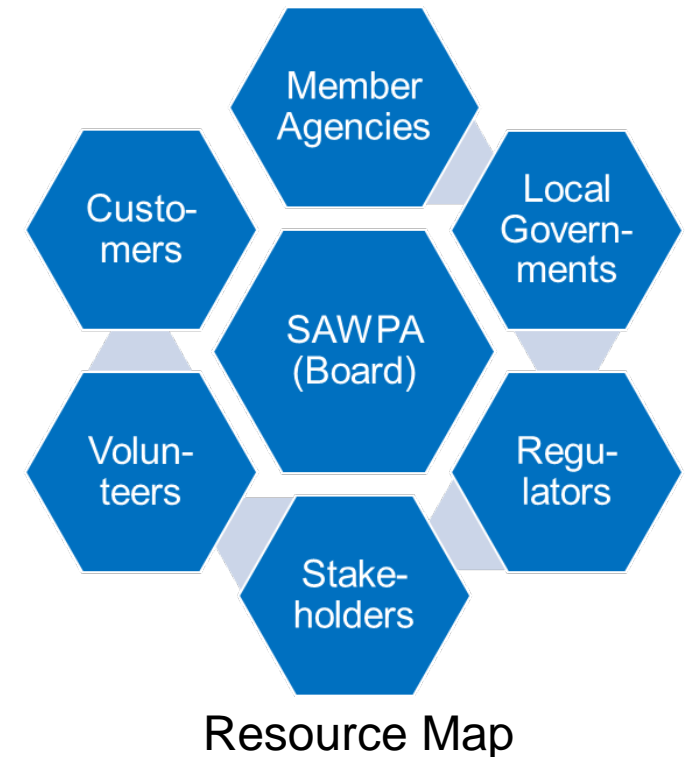 Member
Agencies
Local
Govern-
ments
Regu-
lators
Stake-
holders
Volun-
teers
Custo-
mers
SAWPA
(Board)
Resource Map